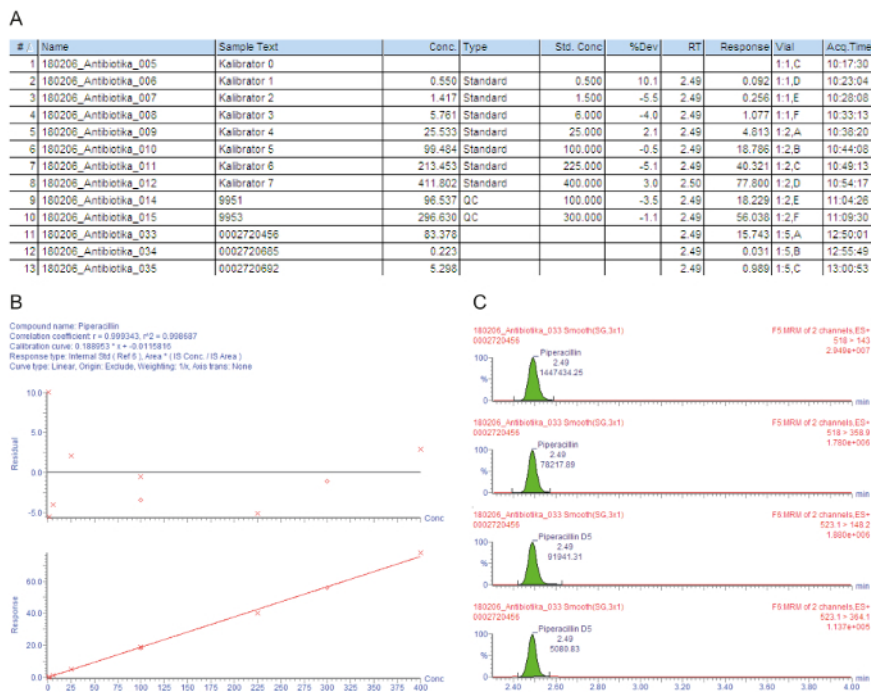 A
# Name Sample Text Conc. Type Std. Conc %Dev RT Response Vial Acq.Time
1 180206_Antibiotika_005 Kalibrator 0 1:1,C 10:17:30
2 180206_Antibiotika_006 Kalibrator 1 0.550 Standard 0.500 10.1 2.49 0.092 1:1,D 10:23:04
3 180206_Antibiotika_007 Kalibrator 2 1.417 Standard 1.500 -5.5 2.49 0.256 1:1,E 10:28:08
4 180206_Antibiotika_008 Kalibrator 3 5.761 Standard 6.000 -4.0 2.49 1.077 1:1,F 10:33:13
5 180206_Antibiotika_009 Kalibrator 4 25.533 Standard 25.000 2.1 2.49 4.813 1:2,A 10:38:20
6 180206_Antibiotika_010 Kalibrator 5 99.484 Standard 100.000 -0.5 2.49 18.786 1:2,B 10:44:08
7 180206_Antibiotika_011 Kalibrator 6 213.453 Standard 225.000 -5.1 2.49 40.321 1:2,C 10:49:13
8 180206_Antibiotika_012 Kalibrator 7 411.802 Standard 400.000 3.0 2.50 77.800 1:2,D 10:54:17
9 180206_Antibiotika_014 9951 96.537 QC 100.000 -3.5 2.49 18.229 1:2,E 11:04:26
10 180206_Antibiotika_015 9953 296.630 QC 300.000 -1.1 2.49 56.038 1:2,F 11:09:30
11 180206_Antibiotika_033 0002720456 83.378 2.49 15.743 1:5,A 12:50:01
12 180206_Antibiotika_034 0002720685 0.223 2.49 0.031 1:5,B 12:55:49
13 180206_Antibiotika_035 0002720692 5.298 2.49 0.989 1:5,C 13:00:53
B
Compound name: Piperacillin
Correlation coefficient: r = 0.999343, r^2 = 0.998687
Calibration curve: 0.188953 * x + -0.0115816
Response type: Internal Std ( Ref 6 ), Area * ( IS Conc. / IS Area )
Curve type: Linear, Origin: Exclude, Weighting: 1/x, Axis trans: None
10.0
5.0
Residual
0.0
-5.0
Conc
0 25 50 75 100 125 150 175 200 225 250 275 300 325 350 375 400
60.0
Response
40.0
20.0
0.0
Conc
0 25 50 75 100 125 150 175 200 225 250 275 300 325 350 375 400
C
180206_Antibiotika_033 Smooth(SG,3x1) F5:MRM of 2 channels,ES+
0002720456 518 > 143
2.949e+007
100
Piperacillin
2.49
1447434.25
%
0
min
180206_Antibiotika_033 Smooth(SG,3x1) F5:MRM of 2 channels,ES+
0002720456 518 > 358.9
1.780e+006
100
Piperacillin
2.49
78217.89
%
0
min
180206_Antibiotika_033 Smooth(SG,3x1) F6:MRM of 2 channels,ES+
0002720456 523.1 > 148.2
1.880e+006
100
Piperacillin D5
2.49
91941.31
%
0
min
180206_Antibiotika_033 Smooth(SG,3x1) F6:MRM of 2 channels,ES+
0002720456 523.1 > 364.1
1.137e+005
100
Piperacillin D5
2.49
5080.83
%
0
min
2.40 2.60 2.80 3.00 3.20 3.40 3.60 3.80 4.00